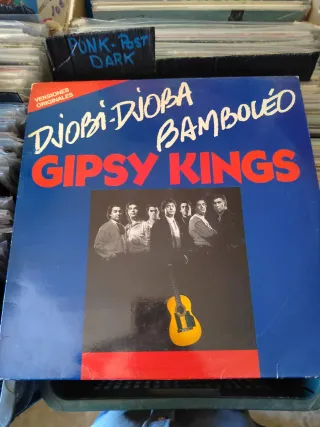 PUNK-POST
DARK
VERSIONES
ORIGINALES
DJOBI-DJOBA
BAMBOLÉO
GIPSY KINGS